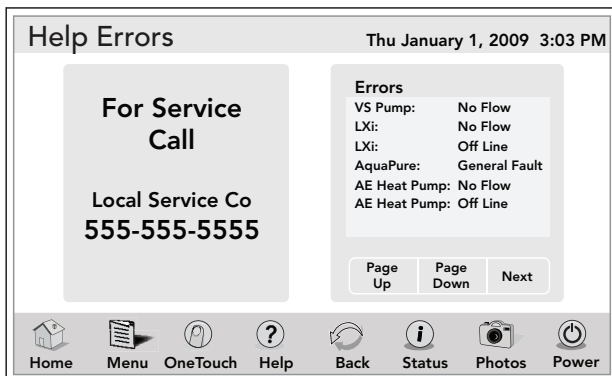 Help Errors
Thu January 1, 2009 3:03 PM
For Service
Call
Local Service Co
555-555-5555
Errors
VS Pump: No Flow
LXi: No Flow
LXi: Off Line
AquaPure: General Fault
AE Heat Pump: No Flow
AE Heat Pump: Off Line
Page Up
Page Down
Next
Home
Menu
OneTouch
Help
Back
Status
Photos
Power